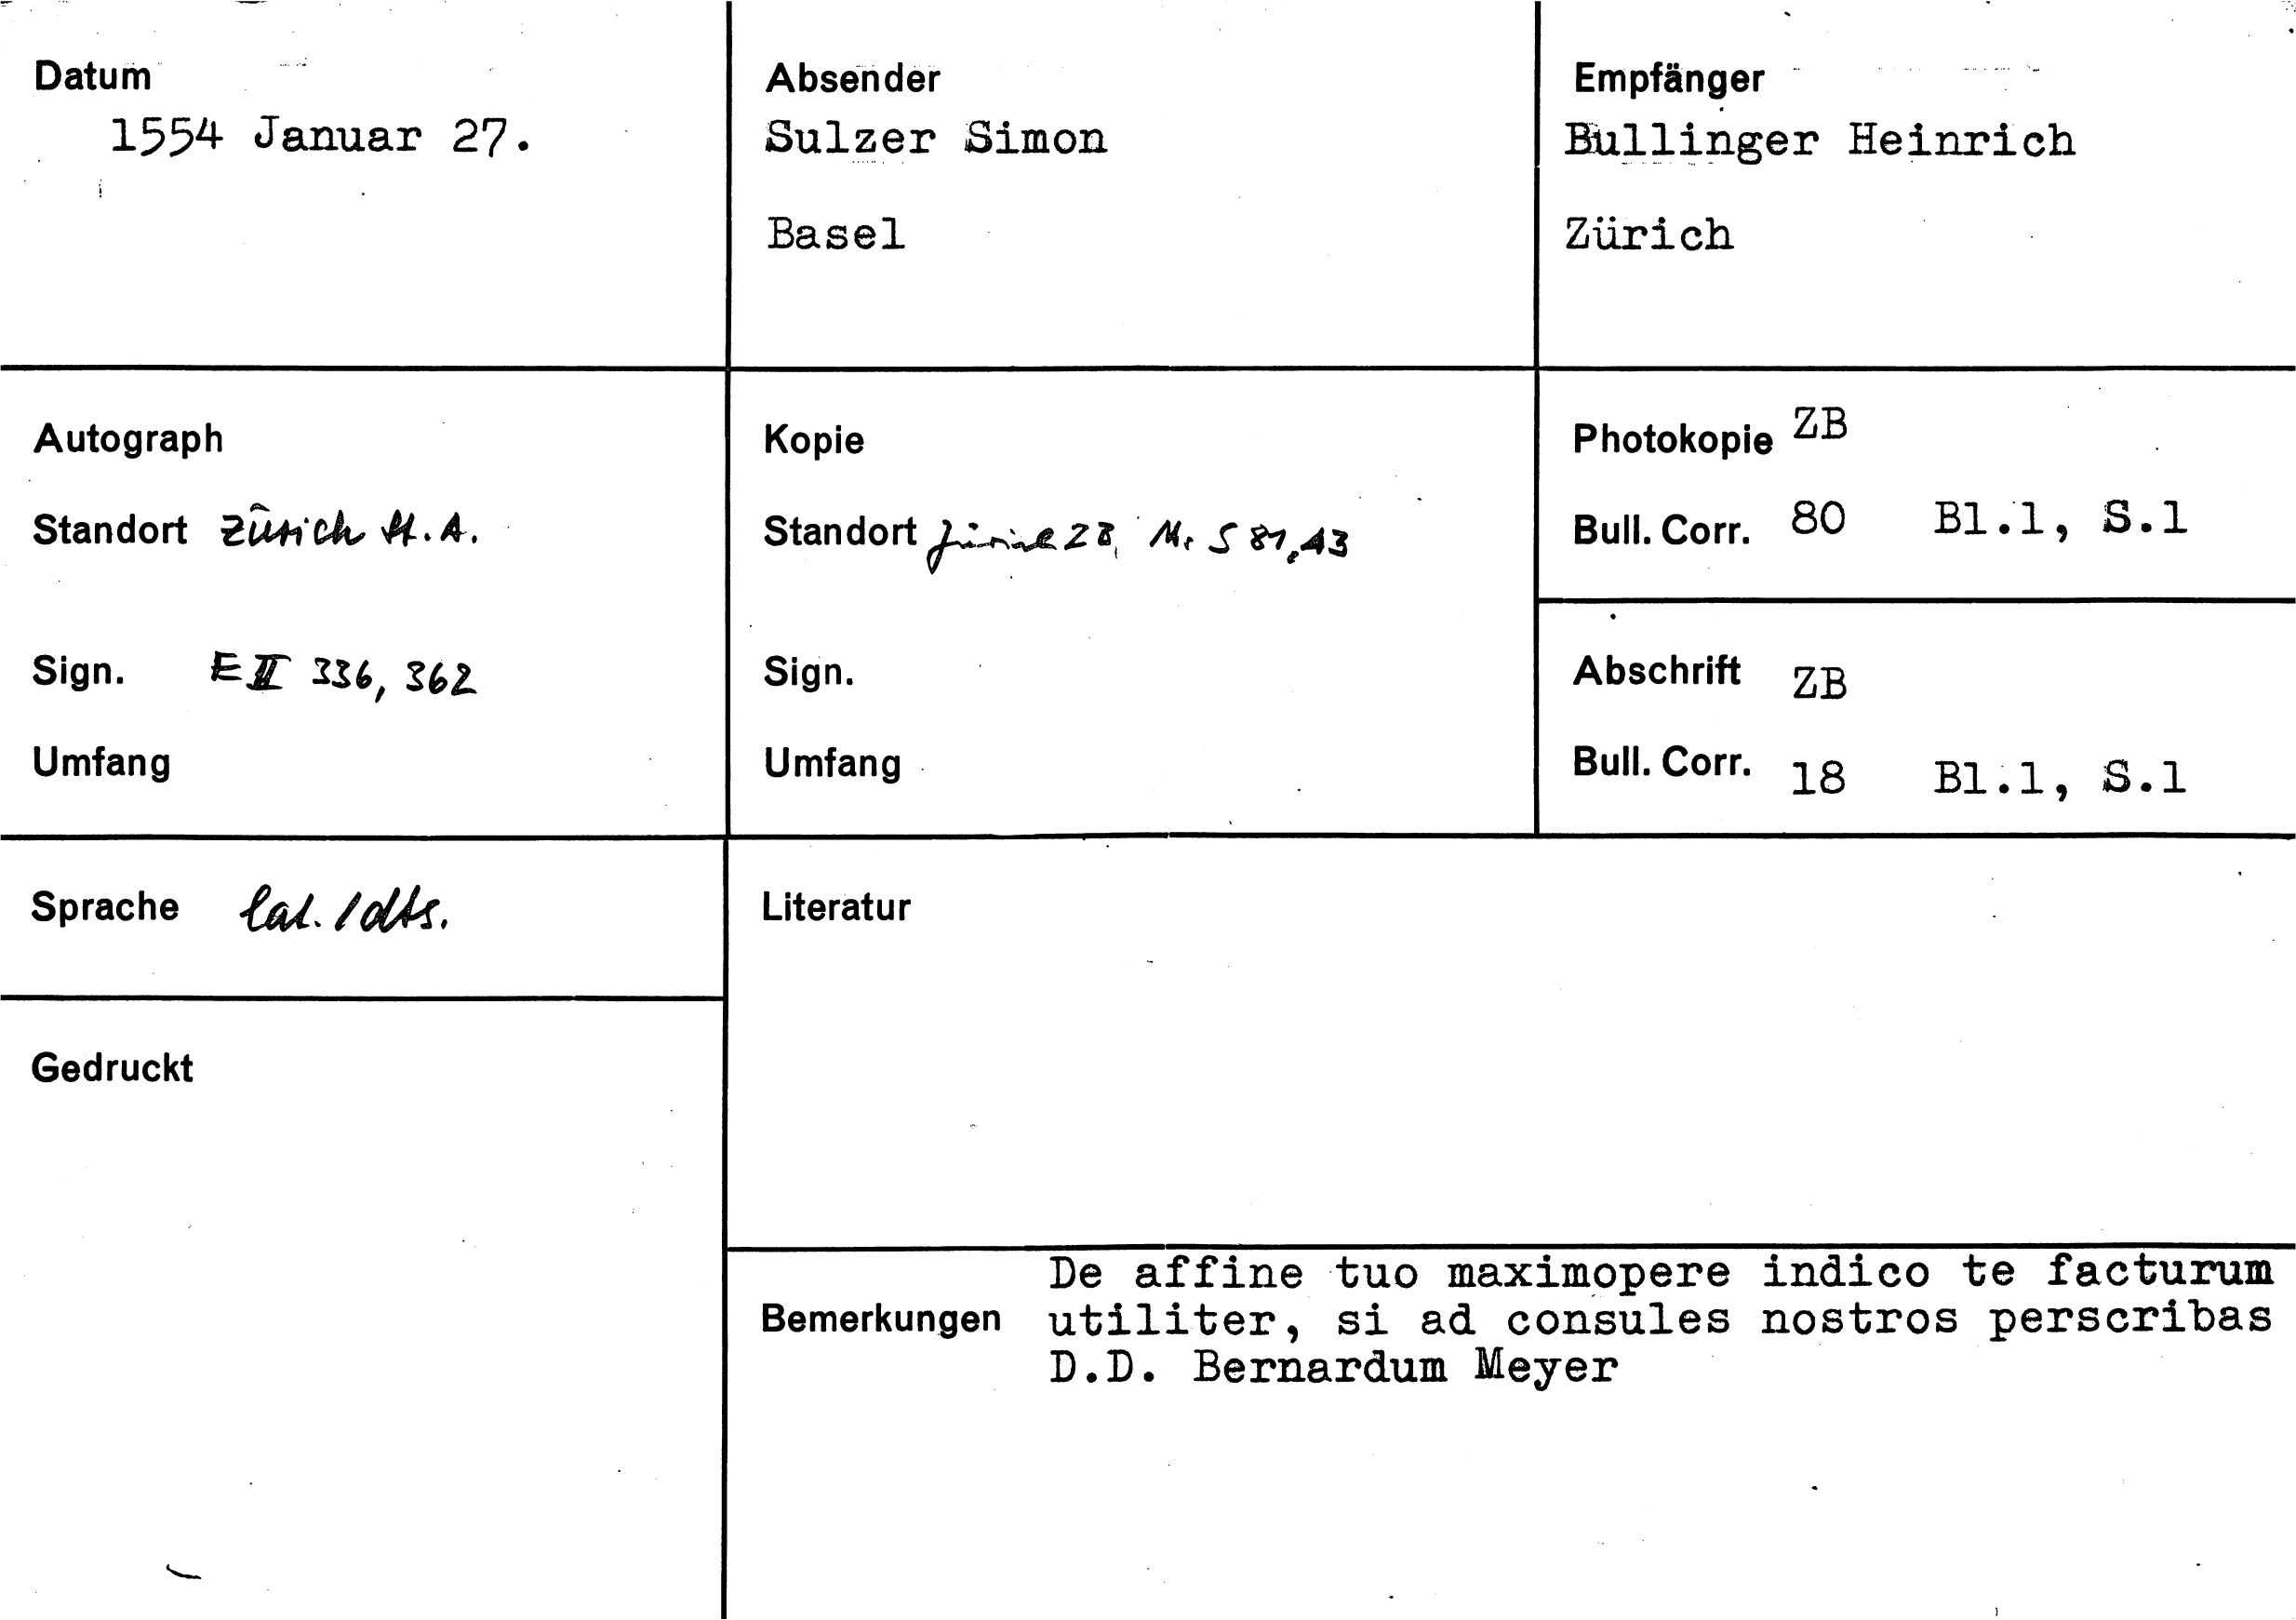 Datum
1554 Januar 27.
Absender
Sulzer Simon
Basel
Empfänger
Bullinger Heinrich
Zürich
Autograph
Standort Zürich St.A.
Sign. E II 336, 362
Umfang
Kopie
Standort Zürich ZB, Ms S 81,43
Sign.
Umfang
Photokopie ZB
Bull. Corr. 80 Bl.1, S.1
Abschrift ZB
Bull. Corr. 18 Bl.1, S.1
Sprache lat./dts.
Gedruckt
Literatur
Bemerkungen
De affine tuo maximopere indico te facturum
utiliter, si ad consules nostros perscribas
D.D. Bernardum Meyer